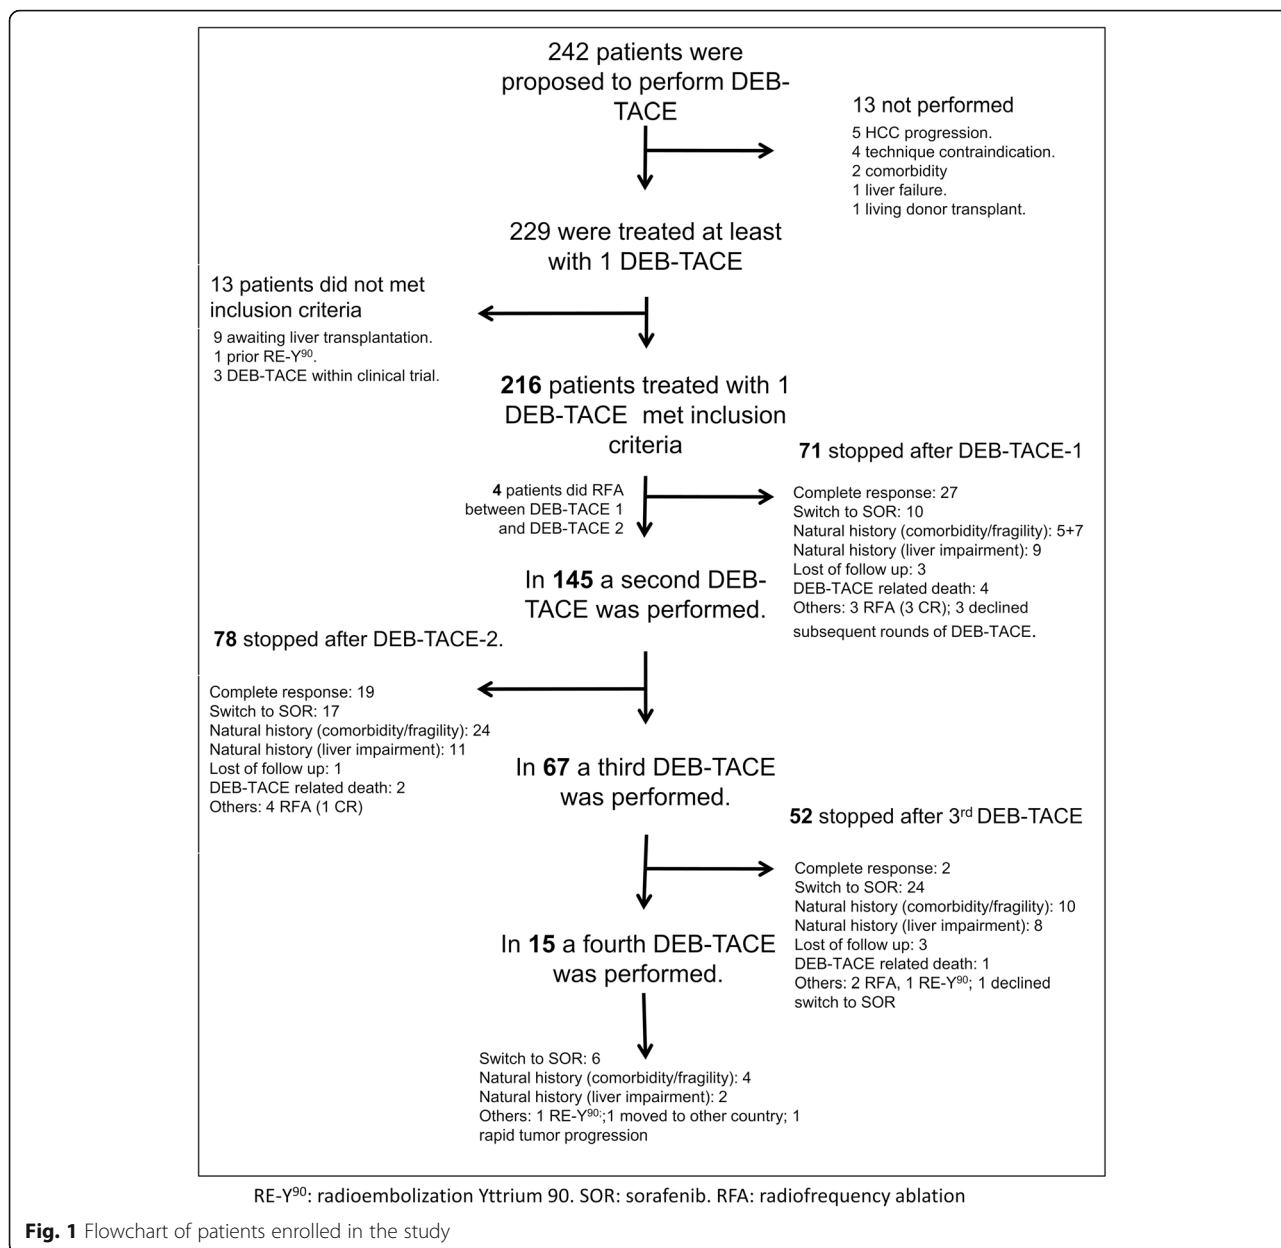 242 patients were
proposed to perform DEB-
TACE
13 not performed
5 HCC progression.
4 technique contraindication.
2 comorbidity
1 liver failure.
1 living donor transplant.
229 were treated at least
with 1 DEB-TACE
13 patients did not met
inclusion criteria
9 awaiting liver transplantation.
1 prior RE-Y⁹⁰.
3 DEB-TACE within clinical trial.
216 patients treated with 1
DEB-TACE met inclusion
criteria
71 stopped after DEB-TACE-1
4 patients did RFA
between DEB-TACE 1
and DEB-TACE 2
Complete response: 27
Switch to SOR: 10
Natural history (comorbidity/fragility): 5+7
Natural history (liver impairment): 9
Lost of follow up: 3
DEB-TACE related death: 4
Others: 3 RFA (3 CR); 3 declined
subsequent rounds of DEB-TACE.
In 145 a second DEB-
TACE was performed.
78 stopped after DEB-TACE-2.
Complete response: 19
Switch to SOR: 17
Natural history (comorbidity/fragility): 24
Natural history (liver impairment): 11
Lost of follow up: 1
DEB-TACE related death: 2
Others: 4 RFA (1 CR)
In 67 a third DEB-TACE
was performed.
52 stopped after 3rd DEB-TACE
Complete response: 2
Switch to SOR: 24
Natural history (comorbidity/fragility): 10
Natural history (liver impairment): 8
Lost of follow up: 3
DEB-TACE related death: 1
Others: 2 RFA, 1 RE-Y⁹⁰; 1 declined
switch to SOR
In 15 a fourth DEB-TACE
was performed.
Switch to SOR: 6
Natural history (comorbidity/fragility): 4
Natural history (liver impairment): 2
Others: 1 RE-Y⁹⁰;;1 moved to other country; 1
rapid tumor progression
RE-Y⁹⁰: radioembolization Yttrium 90. SOR: sorafenib. RFA: radiofrequency ablation
Fig. 1 Flowchart of patients enrolled in the study